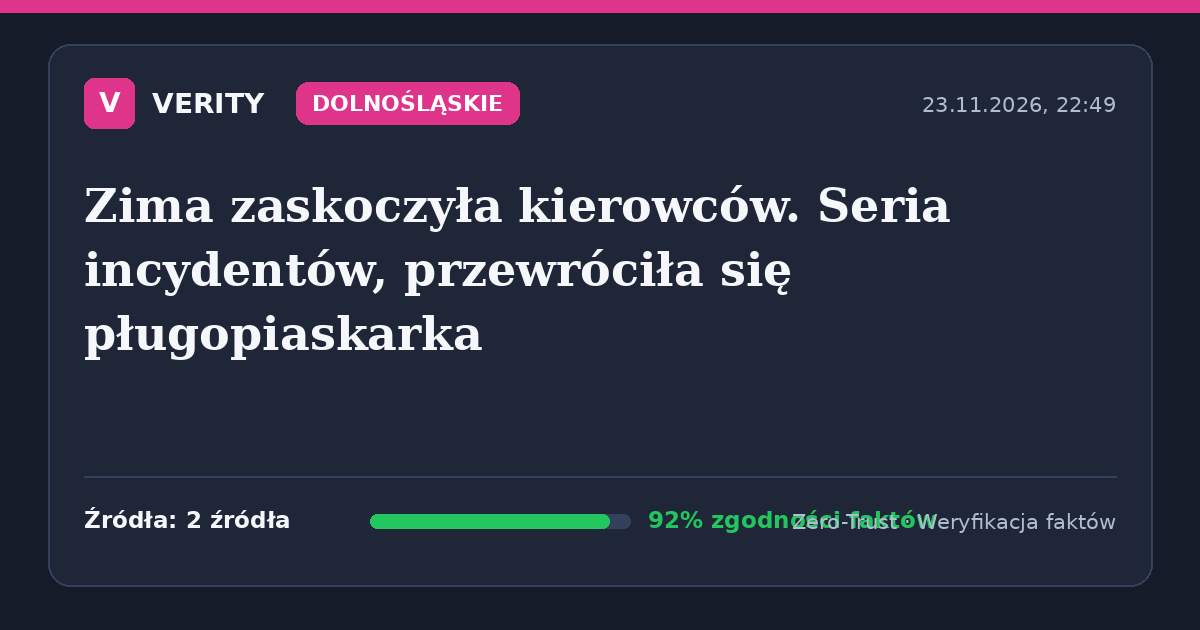 V VERITY DOLNOŚLĄSKIE 23.11.2026, 22:49
Zima zaskoczyła kierowców. Seria
incydentów, przewróciła się
pługopiaskarka
Źródła: 2 źródła 92% zgodności faktów Zero-Trust · Weryfikacja faktów